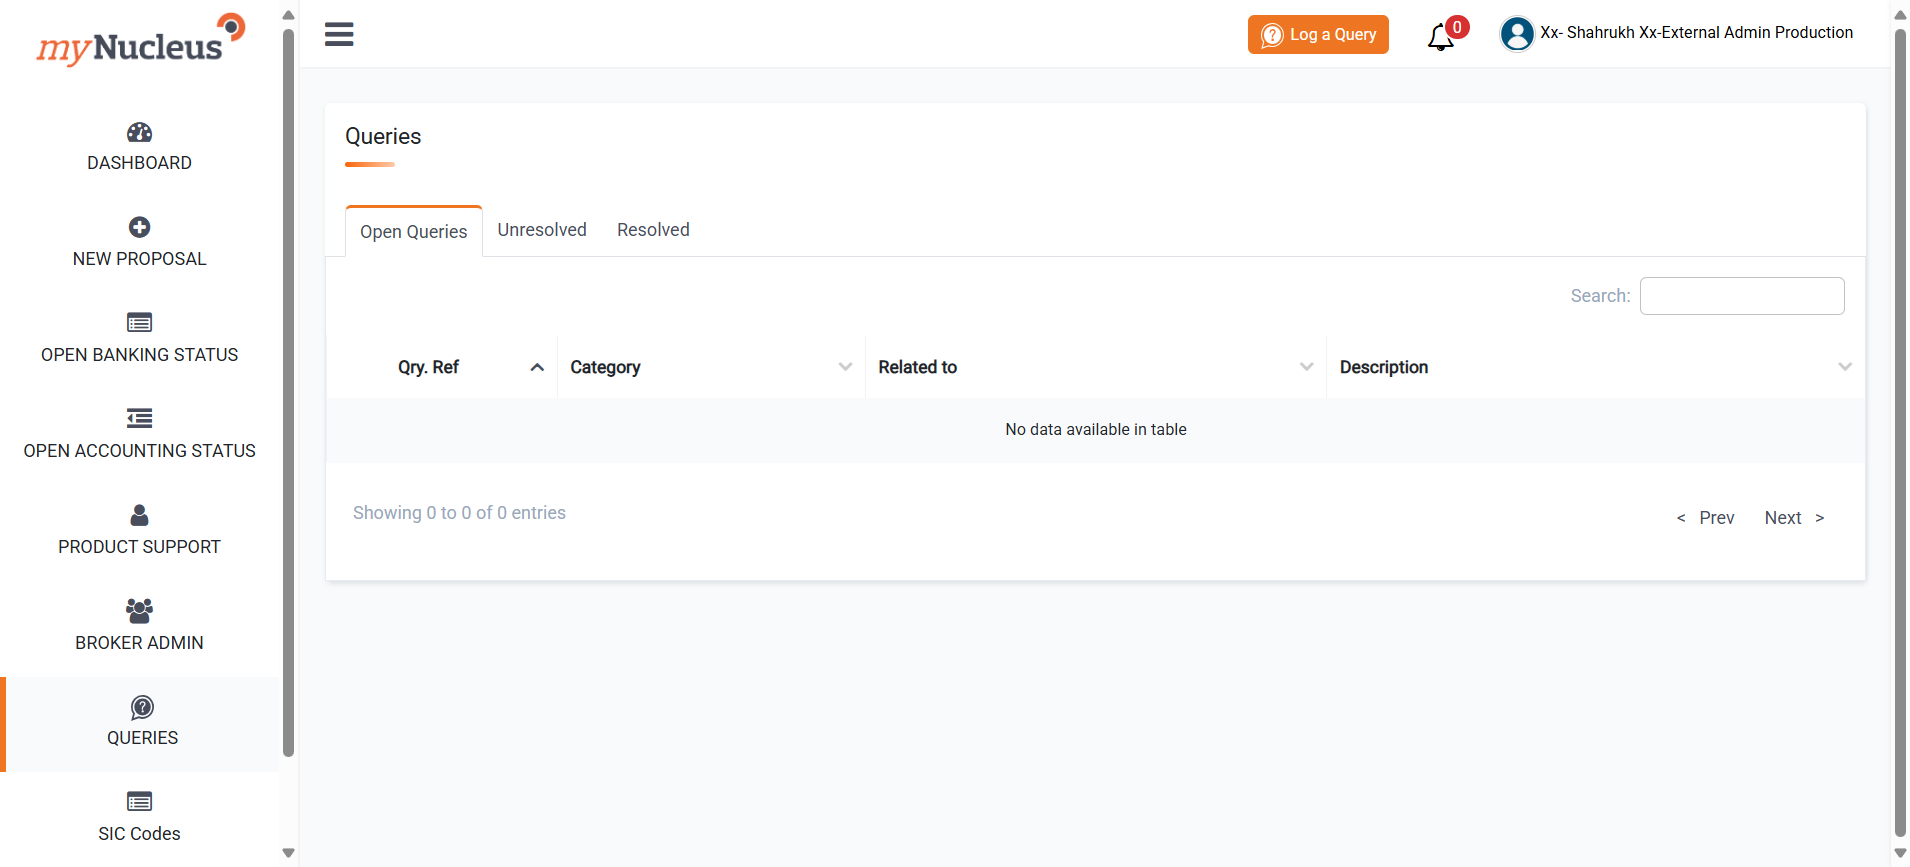 myNucleus
DASHBOARD
NEW PROPOSAL
OPEN BANKING STATUS
OPEN ACCOUNTING STATUS
PRODUCT SUPPORT
BROKER ADMIN
QUERIES
SIC Codes
Log a Query
0
Xx- Shahrukh Xx-External Admin Production
Queries
Open Queries Unresolved Resolved
Search:
Qry. Ref Category Related to Description
No data available in table
Showing 0 to 0 of 0 entries
< Prev Next >